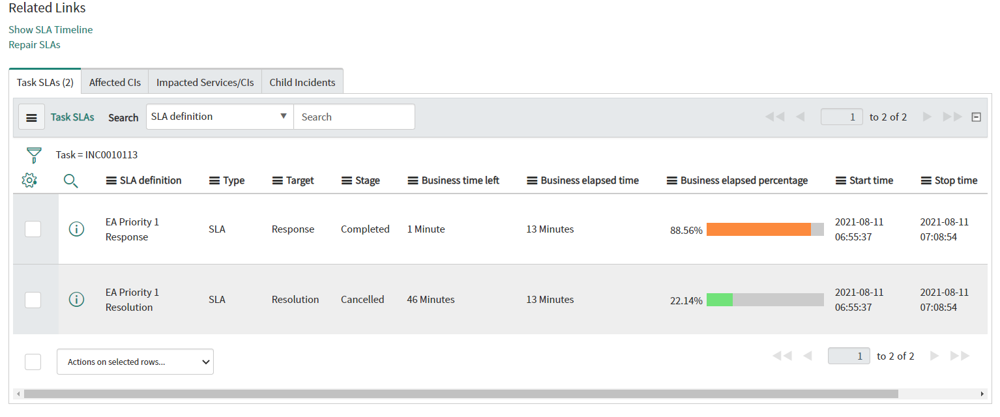 Related Links
Show SLA Timeline
Repair SLAs
Task SLAs (2) Affected CIs Impacted Services/CIs Child Incidents
Task SLAs Search SLA definition Search 1 to 2 of 2
Task = INC0010113
SLA definition Type Target Stage Business time left Business elapsed time Business elapsed percentage Start time Stop time
EA Priority 1 Response SLA Response Completed 1 Minute 13 Minutes 88.56% 2021-08-11 06:55:37 2021-08-11 07:08:54
EA Priority 1 Resolution SLA Resolution Cancelled 46 Minutes 13 Minutes 22.14% 2021-08-11 06:55:37 2021-08-11 07:08:54
Actions on selected rows... 1 to 2 of 2